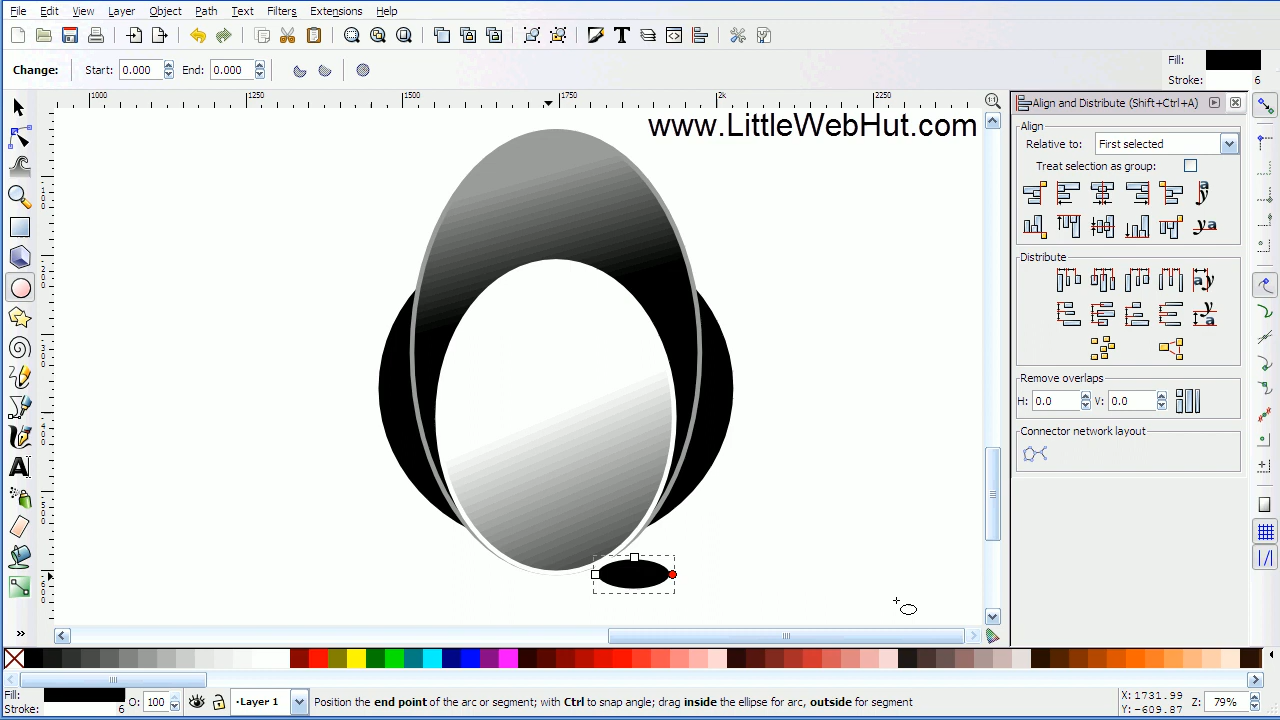 File Edit View Layer Object Path Text Filters Extensions Help
Change: Start: 0.000 End: 0.000
Fill:
Stroke: 6
1000 1250 1500 1750 2k 2250
www.LittleWebHut.com
Align and Distribute (Shift+Ctrl+A)
Align
Relative to: First selected
Treat selection as group:
Distribute
Remove overlaps
H: 0.0 V: 0.0
Connector network layout
Fill:
Stroke: 6
O: 100
·Layer 1
Position the end point of the arc or segment; with Ctrl to snap angle; drag inside the ellipse for arc, outside for segment
X: 1731.99
Y: -609.87
Z: 79%